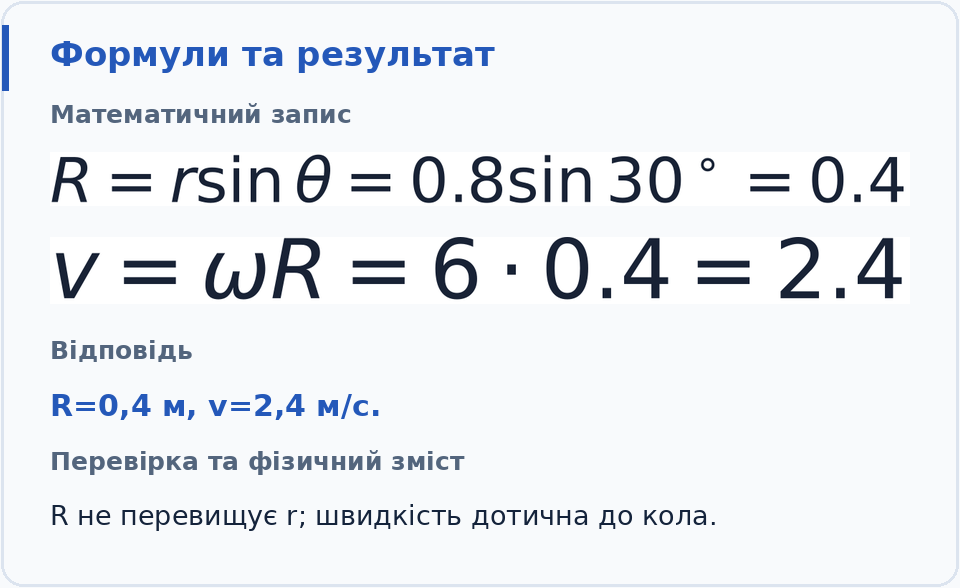 Формули та результат
Математичний запис
R = r sin θ = 0.8 sin 30° = 0.4
v = ωR = 6 · 0.4 = 2.4
Відповідь
R=0,4 м, v=2,4 м/с.
Перевірка та фізичний зміст
R не перевищує r; швидкість дотична до кола.